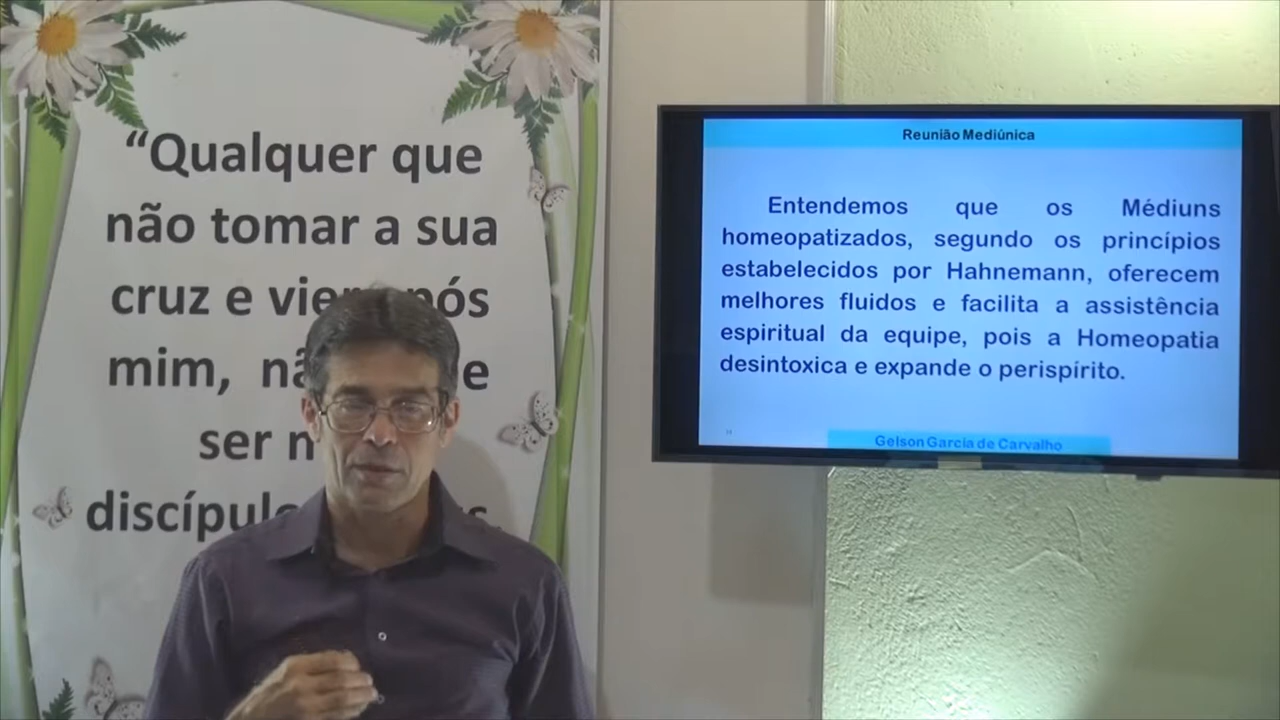 “Qualquer que
não tomar a sua
cruz e
mim,
ser
Reunião Mediúnica
Entendemos que os Médiuns
homeopatizados, segundo os princípios
estabelecidos por Hahnemann, oferecem
melhores fluidos e facilita a assistência
espiritual da equipe, pois a Homeopatia
desintoxica e expande o perispírito.
Gelson Garcia de Carvalho